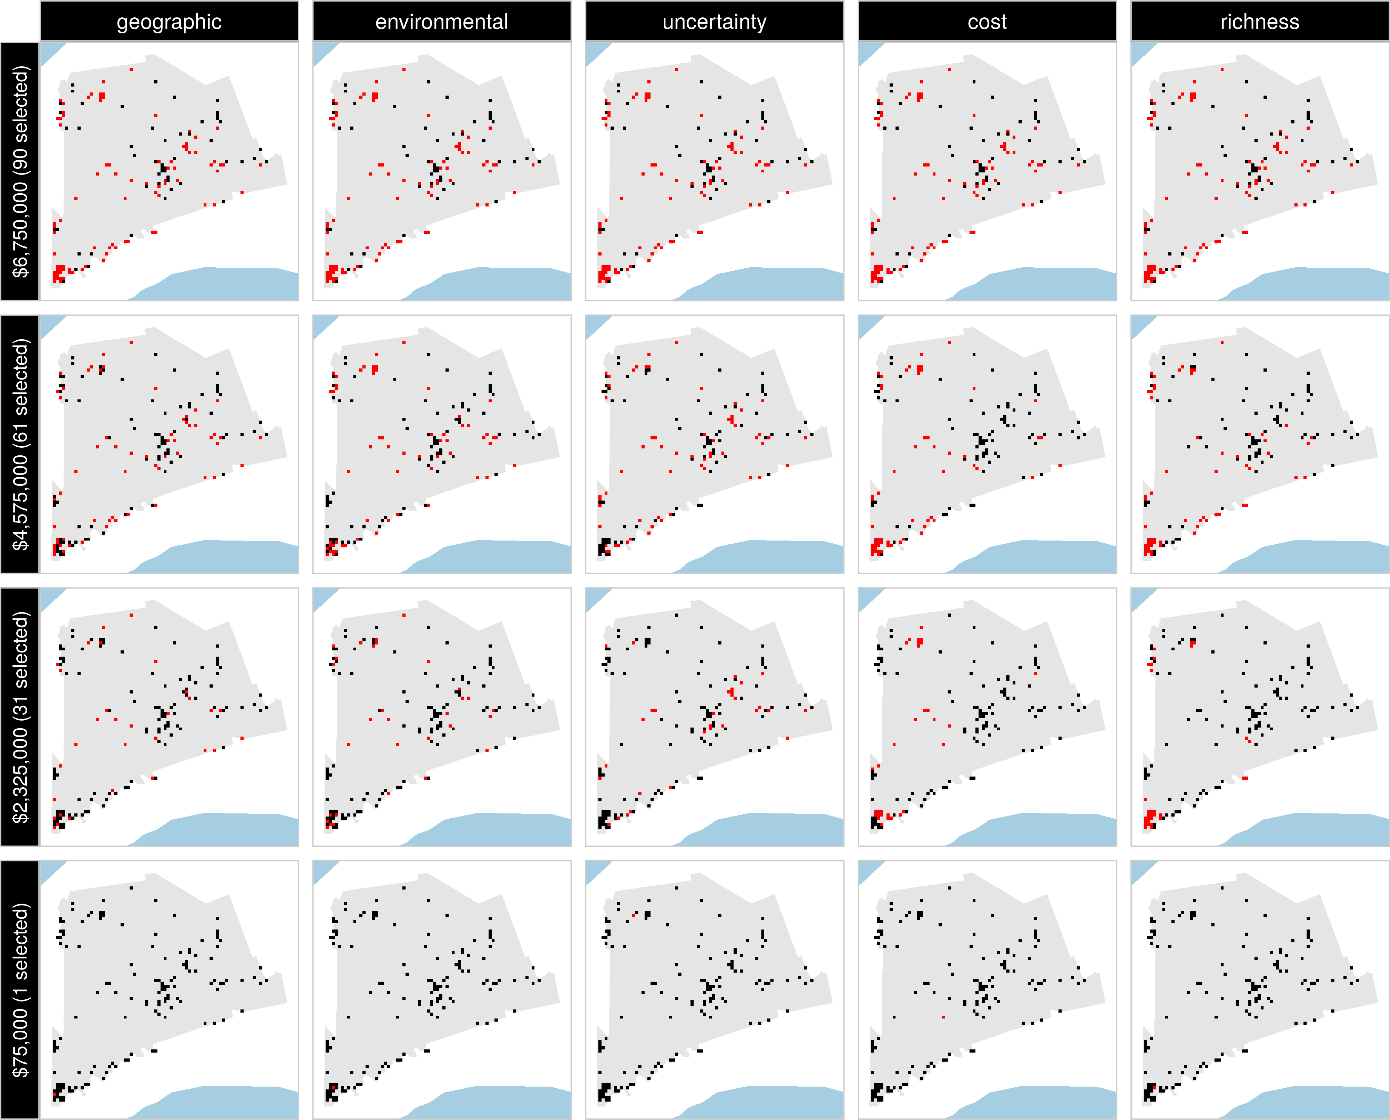 geographic
environmental
uncertainty
cost
richness
$6,750,000 (90 selected)
$4,575,000 (61 selected)
$2,325,000 (31 selected)
$75,000 (1 selected)